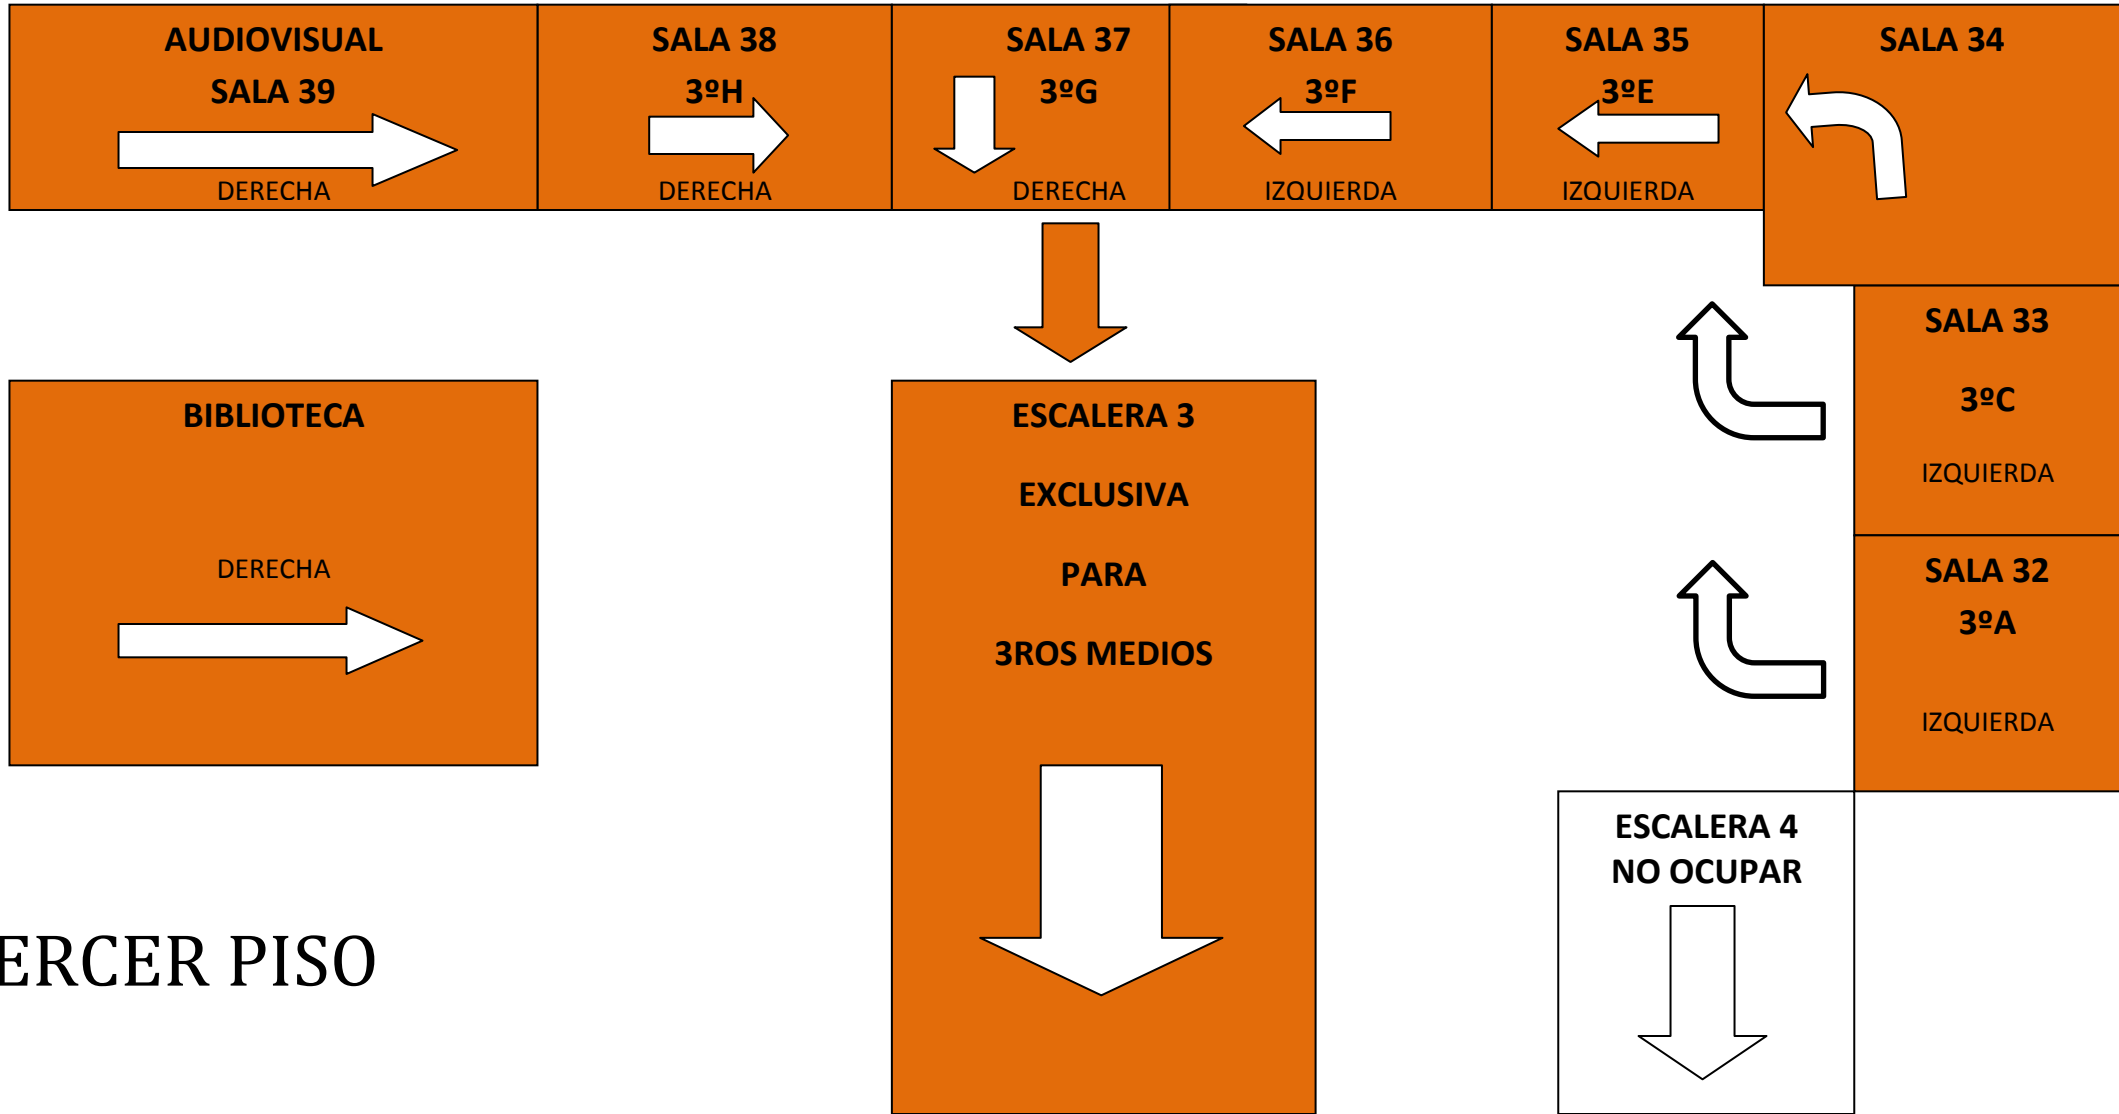 AUDIOVISUAL
SALA 39
DERECHA
SALA 38
3ºH
DERECHA
SALA 37
3ºG
DERECHA
SALA 36
3ºF
IZQUIERDA
SALA 35
3ºE
IZQUIERDA
SALA 34
SALA 33
3ºC
IZQUIERDA
BIBLIOTECA
DERECHA
ESCALERA 3
EXCLUSIVA
PARA
3ROS MEDIOS
SALA 32
3ºA
IZQUIERDA
ESCALERA 4
NO OCUPAR
ERCER PISO